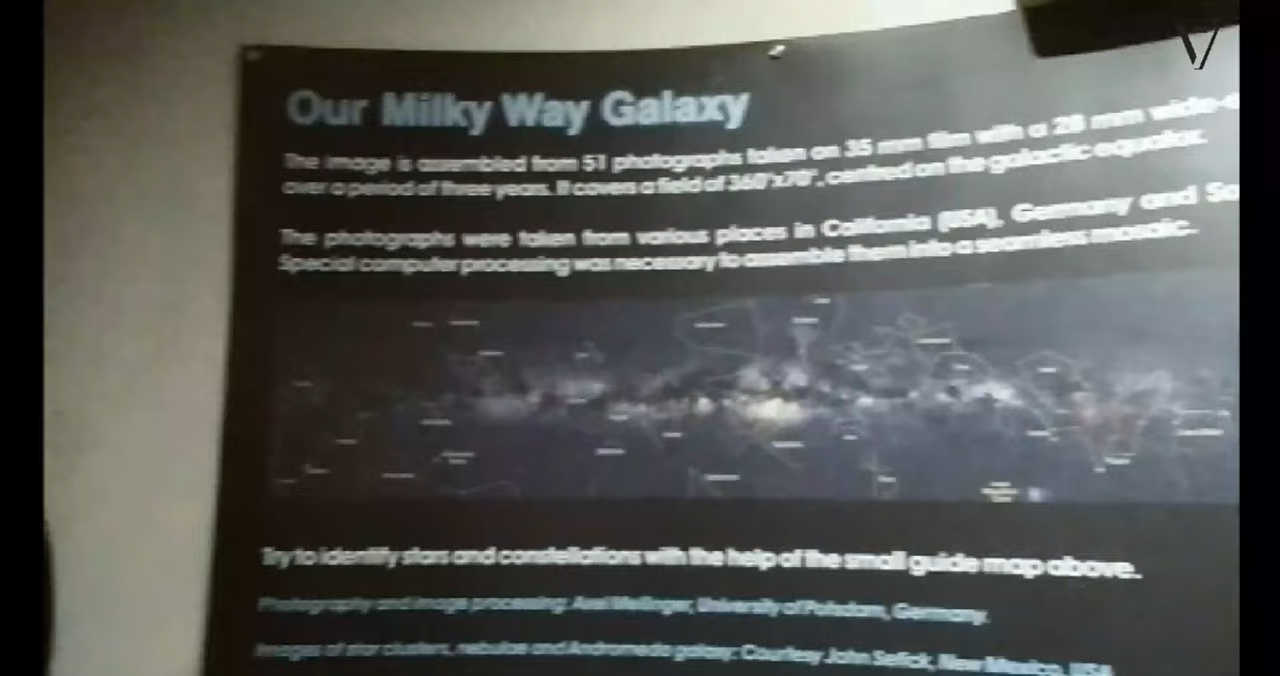 Our Milky Way Galaxy
The image is assembled from 51 photographs taken on 35 mm film with a 28 mm wide-
over a period of three years. It covers a field of 360°x70°, centred on the galactic equator.
The photographs were taken from various places in California (USA), Germany and So
Special computer processing was necessary to assemble them into a seamless mosaic.
Try to identify stars and constellations with the help of the small guide map above.
Photography and image processing: Axel Mellinger, University of Potsdam, Germany.
Images of star clusters, nebulae and Andromeda galaxy: Courtesy John Sefick, New Mexico, USA